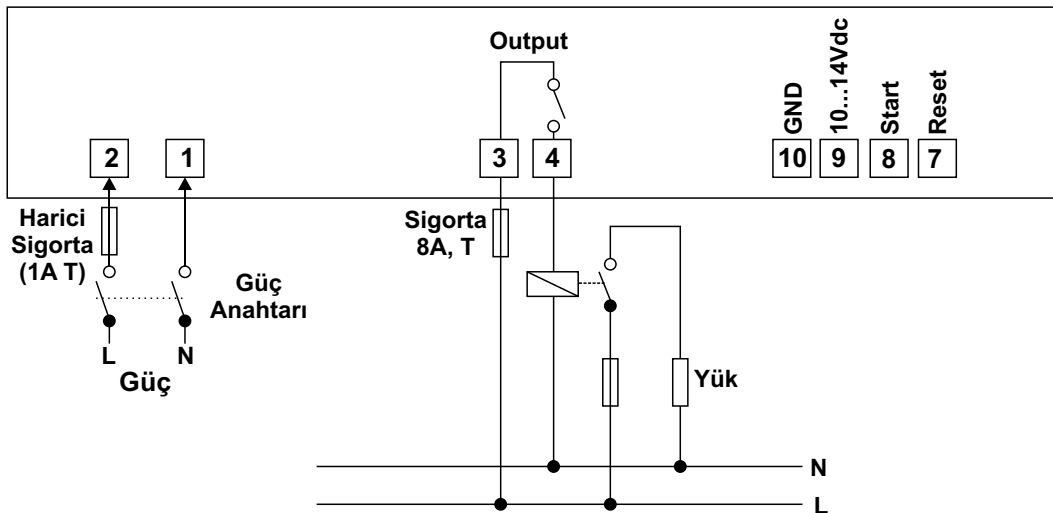 Output
GND
10...14Vdc
Start
Reset
2
1
3
4
10
9
8
7
Harici
Sigorta
(1A T)
Güç
Anahtarı
L
N
Güç
Sigorta
8A, T
Yük
N
L